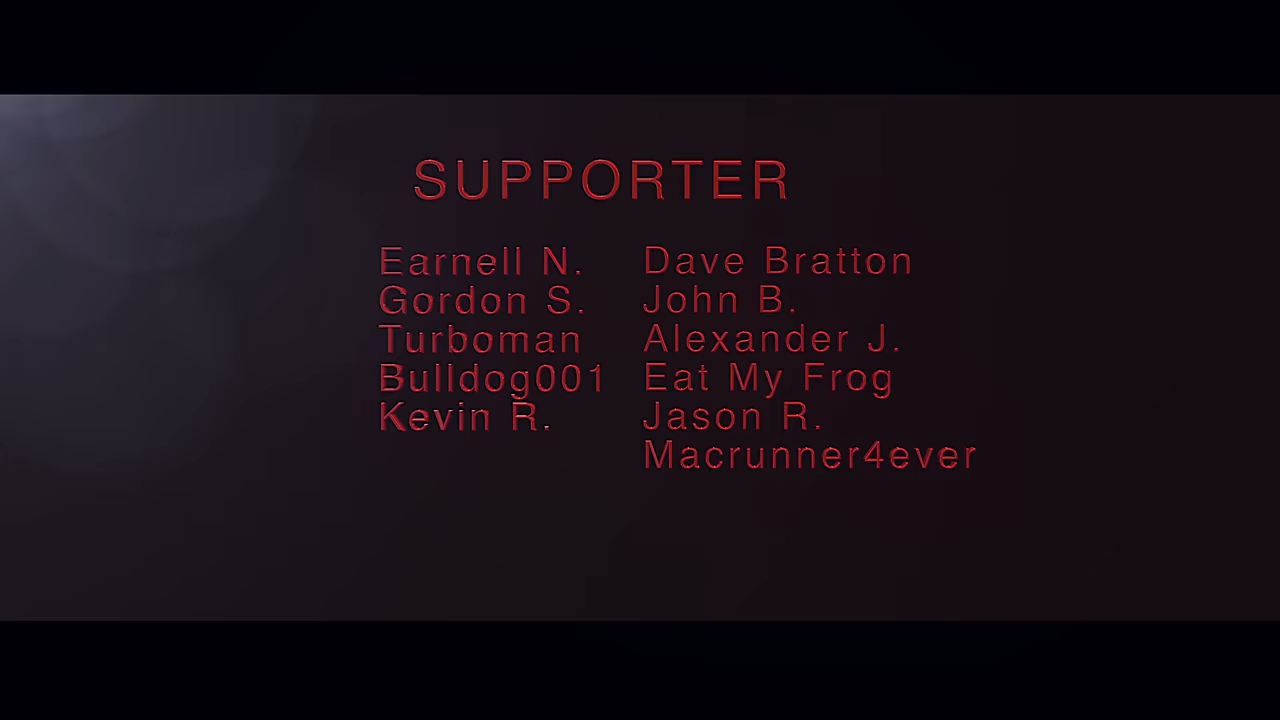 SUPPORTER
Earnell N.
Gordon S.
Turboman
Bulldog001
Kevin R.
Dave Bratton
John B.
Alexander J.
Eat My Frog
Jason R.
Macrunner4ever